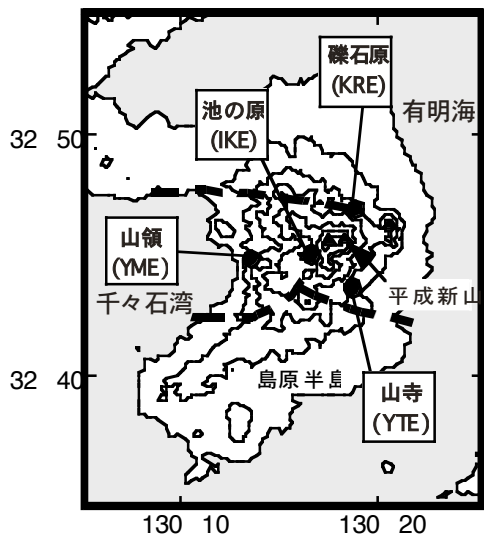 礫石原
(KRE)
有明海
池の原
(IKE)
32 50
山領
(YME)
千々石湾
平成新山
32 40
島原半島
山寺
(YTE)
130 10
130 20